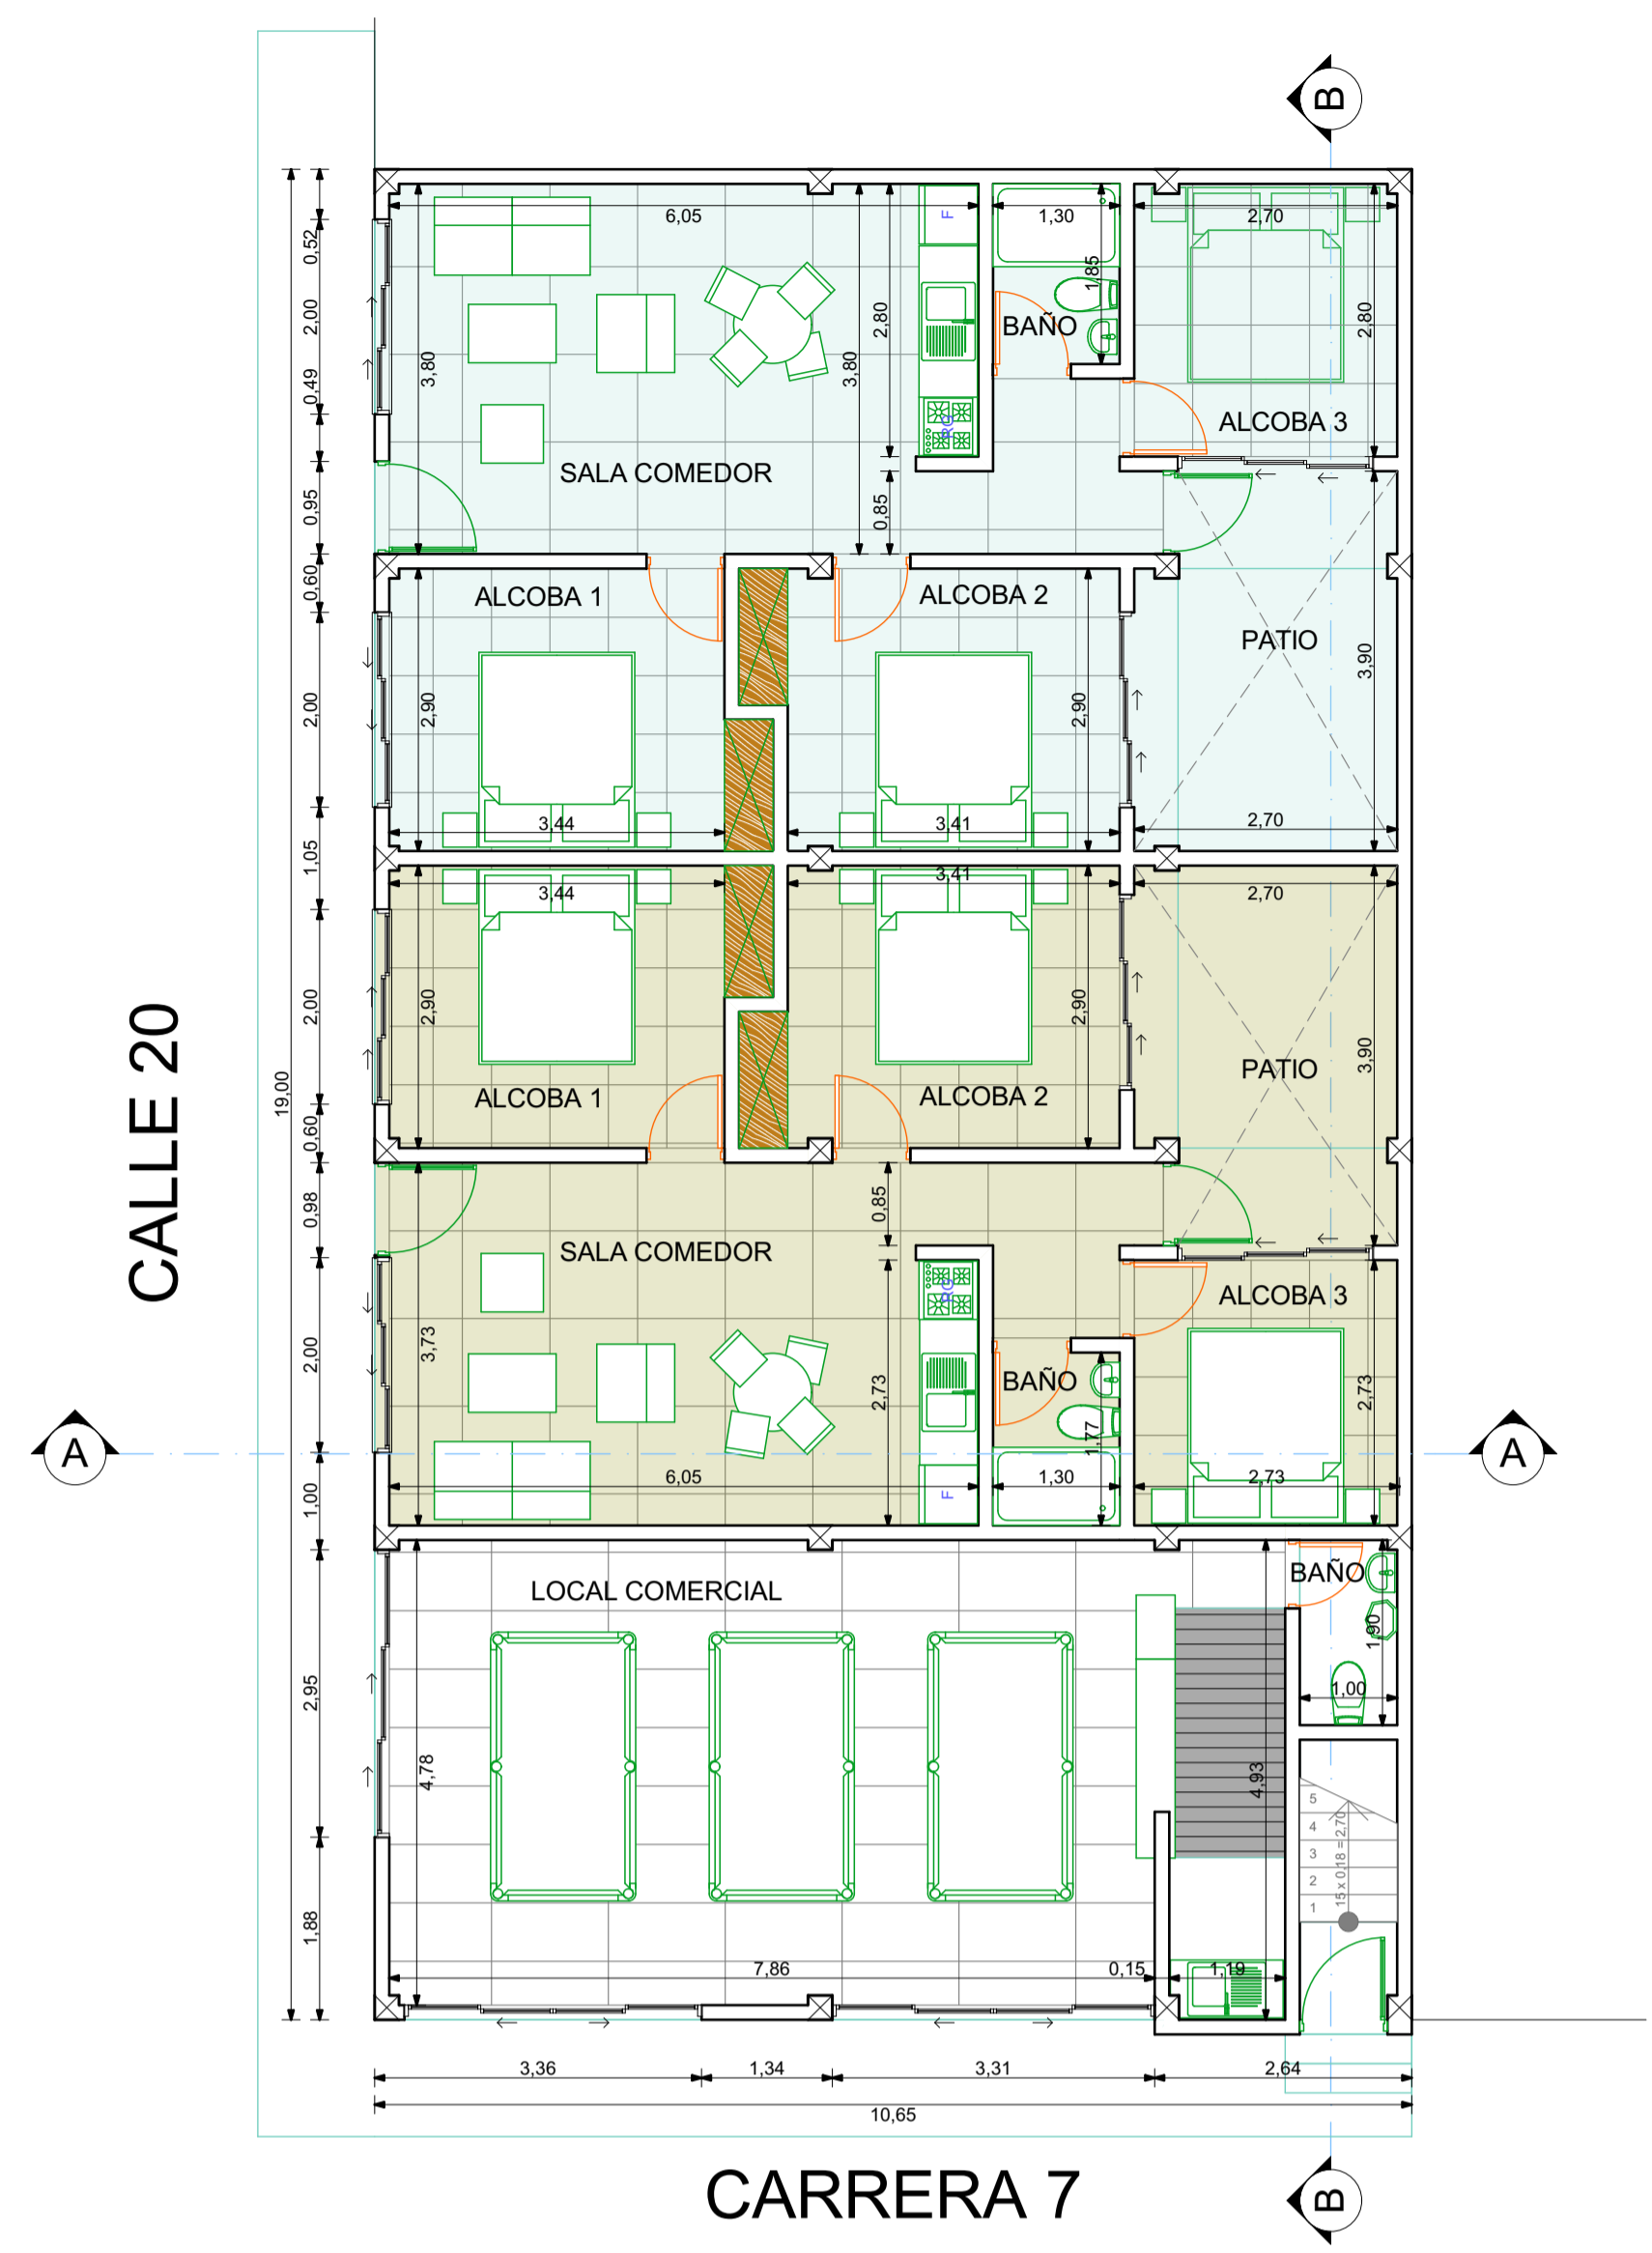 B
6,05
F
1,30
2,70
0,52
1,85
2,00
2,80
BAÑO
2,80
3,80
3,80
0,49
RG
ALCOBA 3
SALA COMEDOR
0,95
0,85
0,60
ALCOBA 1
ALCOBA 2
PATIO
3,90
2,00
2,90
2,90
3,44
3,41
2,70
1,05
3,44
3,41
2,70
2,00
2,90
2,90
3,90
PATIO
19,00
ALCOBA 1
ALCOBA 2
0,60
CALLE 20
0,98
0,85
SALA COMEDOR
RG
ALCOBA 3
2,00
3,73
2,73
BAÑO
2,73
1,77
A
A
6,05
F
1,30
2,73
1,00
LOCAL COMERCIAL
BAÑO
1,90
2,95
1,00
4,78
4,93
5
4
3
2
1
15 x 0,18 = 2,70
1,88
7,86
0,15
1,19
3,36
1,34
3,31
2,64
10,65
CARRERA 7
B